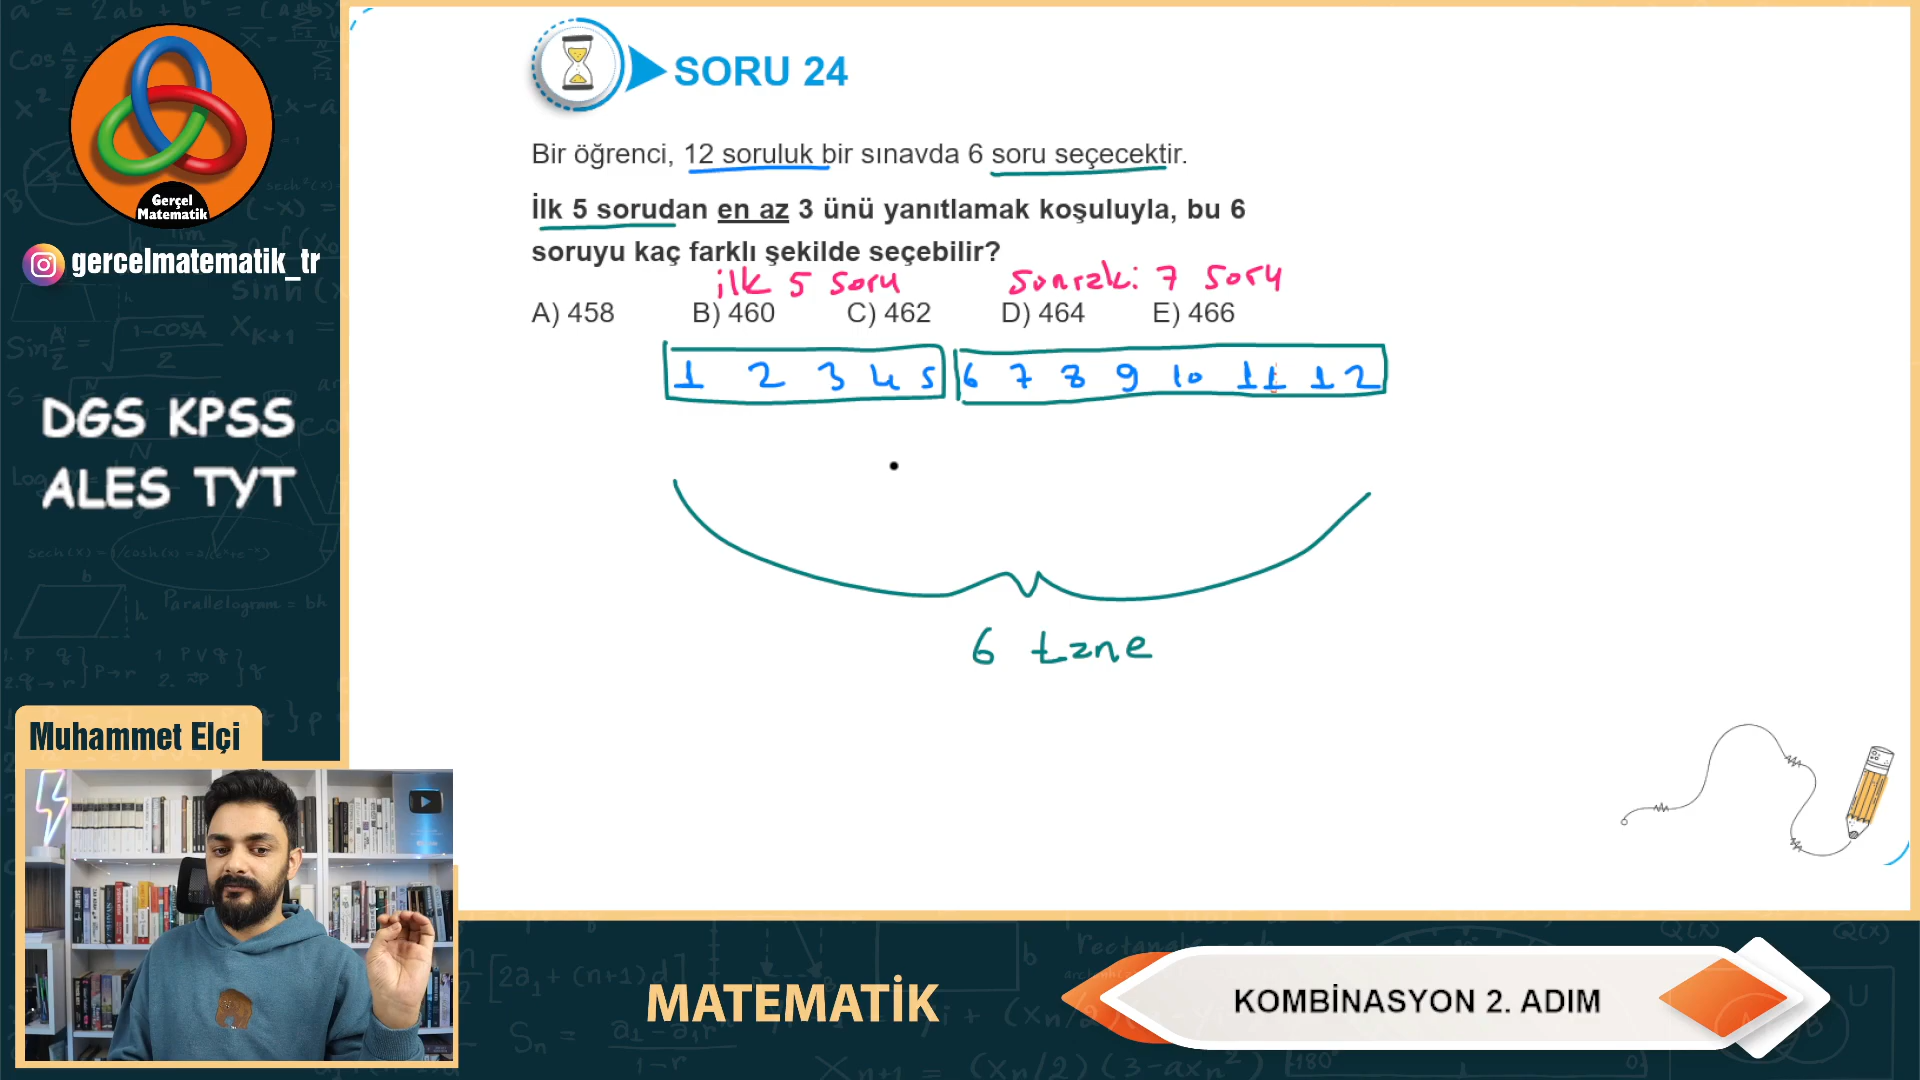 Gerçel
Matematik
gercelmatematik_tr
DGS KPSS
ALES TYT
SORU 24
Bir öğrenci, 12 soruluk bir sınavda 6 soru seçecektir.
İlk 5 sorudan en az 3 ünü yanıtlamak koşuluyla, bu 6
soruyu kaç farklı şekilde seçebilir?
ilk 5 soru sonraki 7 soru
A) 458 B) 460 C) 462 D) 464 E) 466
1 2 3 4 5 6 7 8 9 10 11 12
6 tane
Muhammet Elçi
MATEMATİK
KOMBİNASYON 2. ADIM